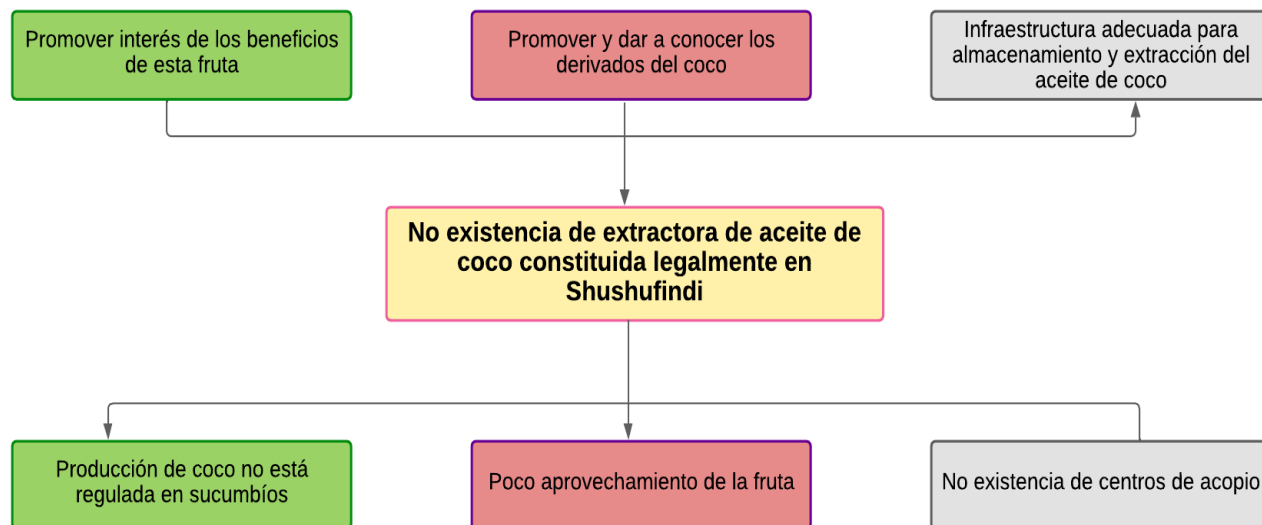 Promover interés de los beneficios
de esta fruta
Promover y dar a conocer los
derivados del coco
Infraestructura adecuada para
almacenamiento y extracción del
aceite de coco
No existencia de extractora de aceite de
coco constituida legalmente en
Shushufindi
Producción de coco no está
regulada en sucumbíos
Poco aprovechamiento de la fruta
No existencia de centros de acopio